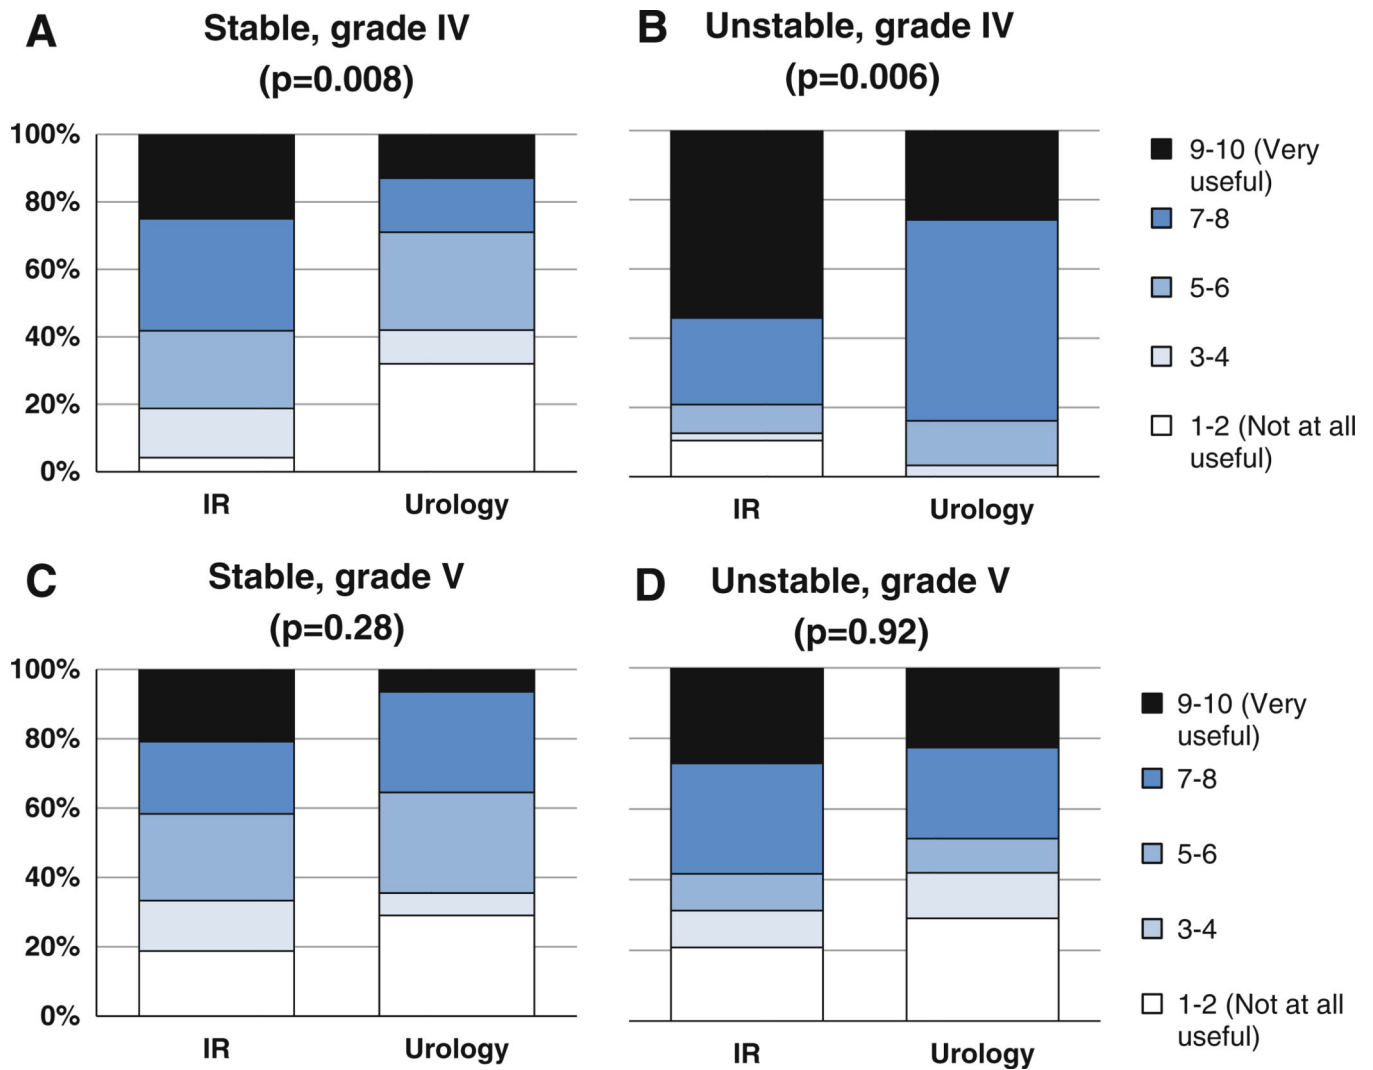 A
Stable, grade IV
(p=0.008)
100%
80%
60%
40%
20%
0%
IR
Urology
B
Unstable, grade IV
(p=0.006)
IR
Urology
9-10 (Very
useful)
7-8
5-6
3-4
1-2 (Not at all
useful)
C
Stable, grade V
(p=0.28)
100%
80%
60%
40%
20%
0%
IR
Urology
D
Unstable, grade V
(p=0.92)
IR
Urology
9-10 (Very
useful)
7-8
5-6
3-4
1-2 (Not at all
useful)